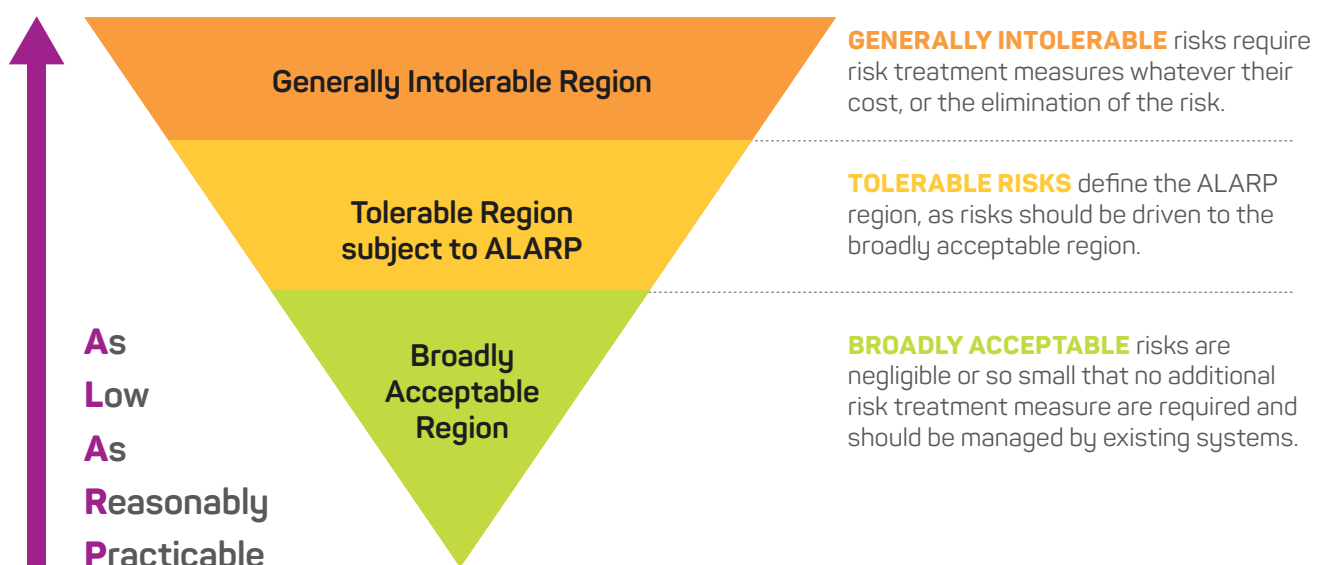 Generally Intolerable Region
GENERALLY INTOLERABLE risks require
risk treatment measures whatever their
cost, or the elimination of the risk.
Tolerable Region
subject to ALARP
TOLERABLE RISKS define the ALARP
region, as risks should be driven to the
broadly acceptable region.
As
Low
As
Reasonably
Practicable
Broadly
Acceptable
Region
BROADLY ACCEPTABLE risks are
negligible or so small that no additional
risk treatment measure are required and
should be managed by existing systems.